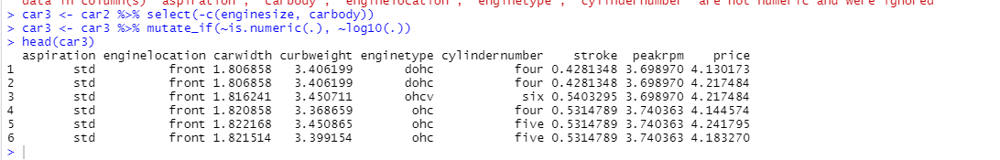 data in column(s) 'aspiration', 'carbody', 'enginelocation', 'enginetype', 'cylindernumber' are not numeric and were ignored
> car3 <- car2 %>% select(-c(enginesize, carbody))
> car3 <- car3 %>% mutate_if(~is.numeric(.), ~log10(.))
> head(car3)
  aspiration enginelocation carwidth curbweight enginetype cylindernumber    stroke  peakrpm    price
1        std          front 1.806858   3.406199       dohc           four 0.4281348 3.698970 4.130173
2        std          front 1.806858   3.406199       dohc           four 0.4281348 3.698970 4.217484
3        std          front 1.816241   3.450711       ohcv            six 0.5403295 3.698970 4.217484
4        std          front 1.820858   3.368659        ohc           four 0.5314789 3.740363 4.144574
5        std          front 1.822168   3.450865        ohc           five 0.5314789 3.740363 4.241795
6        std          front 1.821514   3.399154        ohc           five 0.5314789 3.740363 4.183270
>